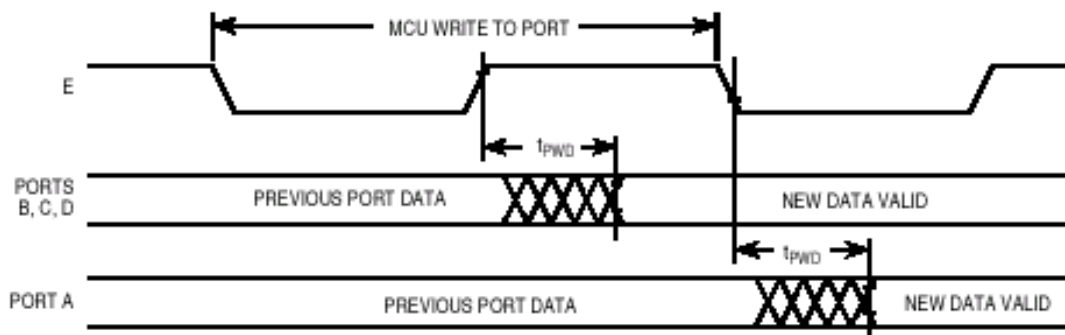 MCU WRITE TO PORT
E
tPWD
PORTS
B, C, D
PREVIOUS PORT DATA
NEW DATA VALID
tPWD
PORT A
PREVIOUS PORT DATA
NEW DATA VALID